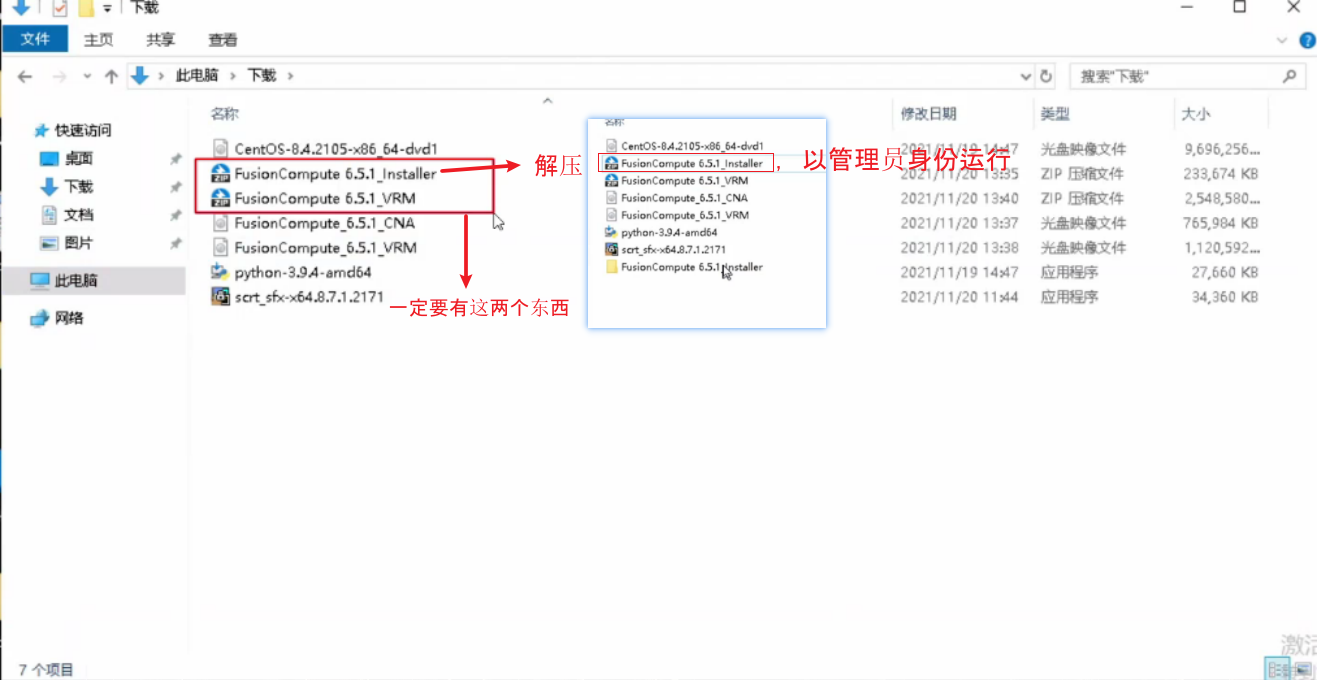 下载
文件 主页 共享 查看
此电脑 下载 搜索"下载"
名称 修改日期 类型 大小
快速访问
桌面
下载
文档
图片
此电脑
网络
CentOS-8.4.2105-x86_64-dvd1 2021/11/19 14:47 光盘映像文件 9,696,256...
FusionCompute 6.5.1_Installer 2021/11/20 13:35 ZIP 压缩文件 233,674 KB
FusionCompute 6.5.1_VRM 2021/11/20 13:40 ZIP 压缩文件 2,548,580...
FusionCompute_6.5.1_CNA 2021/11/20 13:37 光盘映像文件 765,984 KB
FusionCompute_6.5.1_VRM 2021/11/20 13:38 光盘映像文件 1,120,592...
python-3.9.4-amd64 2021/11/19 14:47 应用程序 27,660 KB
scrt_sfx-x64.8.7.1.2171 2021/11/20 11:44 应用程序 34,360 KB
解压 ，以管理员身份运行
一定要有这两个东西
名称
CentOS-8.4.2105-x86_64-dvd1
FusionCompute 6.5.1_Installer
FusionCompute 6.5.1_VRM
FusionCompute_6.5.1_CNA
FusionCompute_6.5.1_VRM
python-3.9.4-amd64
scrt_sfx-x64.8.7.1.2171
FusionCompute 6.5.1_Installer
7 个项目
激活